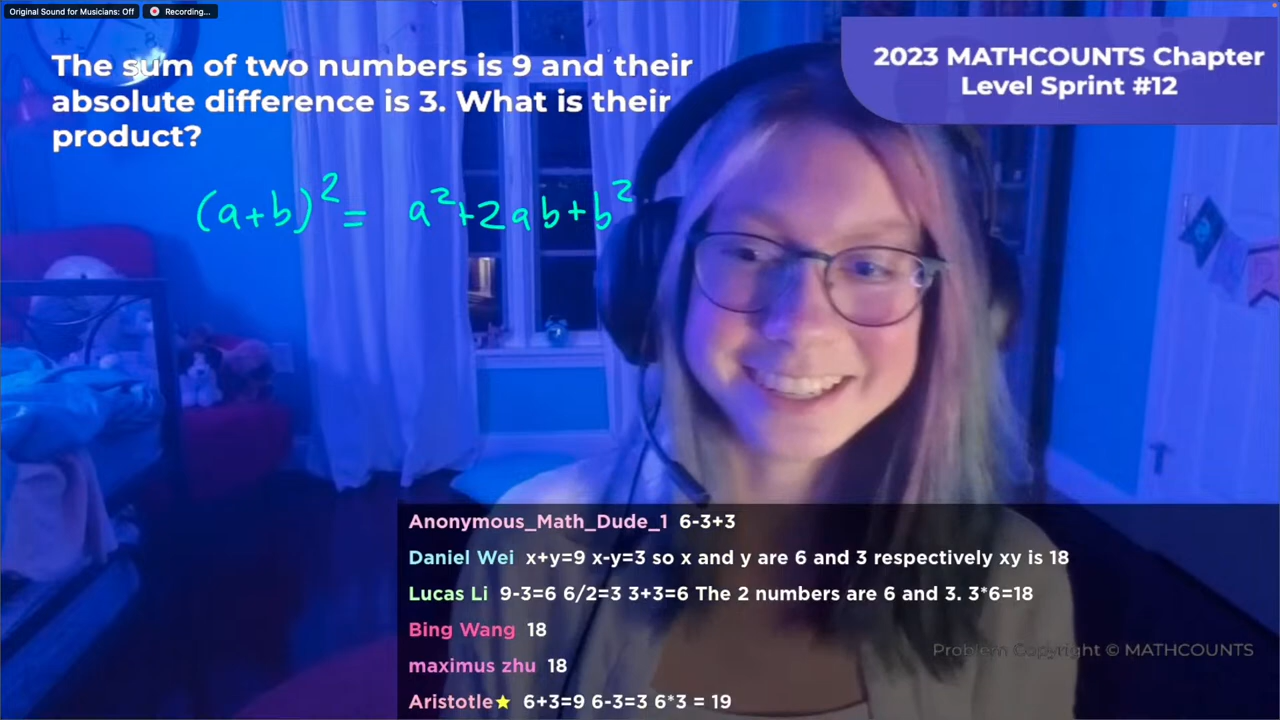 Original Sound for Musicians: Off
Recording...
The sum of two numbers is 9 and their
absolute difference is 3. What is their
product?
2023 MATHCOUNTS Chapter
Level Sprint #12
(a+b)² = a²+2ab+b²
Anonymous_Math_Dude_1 6-3+3
Daniel Wei x+y=9 x-y=3 so x and y are 6 and 3 respectively xy is 18
Lucas Li 9-3=6 6/2=3 3+3=6 The 2 numbers are 6 and 3. 3*6=18
Bing Wang 18
maximus zhu 18
Aristotle⭐ 6+3=9 6-3=3 6*3 = 19
Problem Copyright © MATHCOUNTS